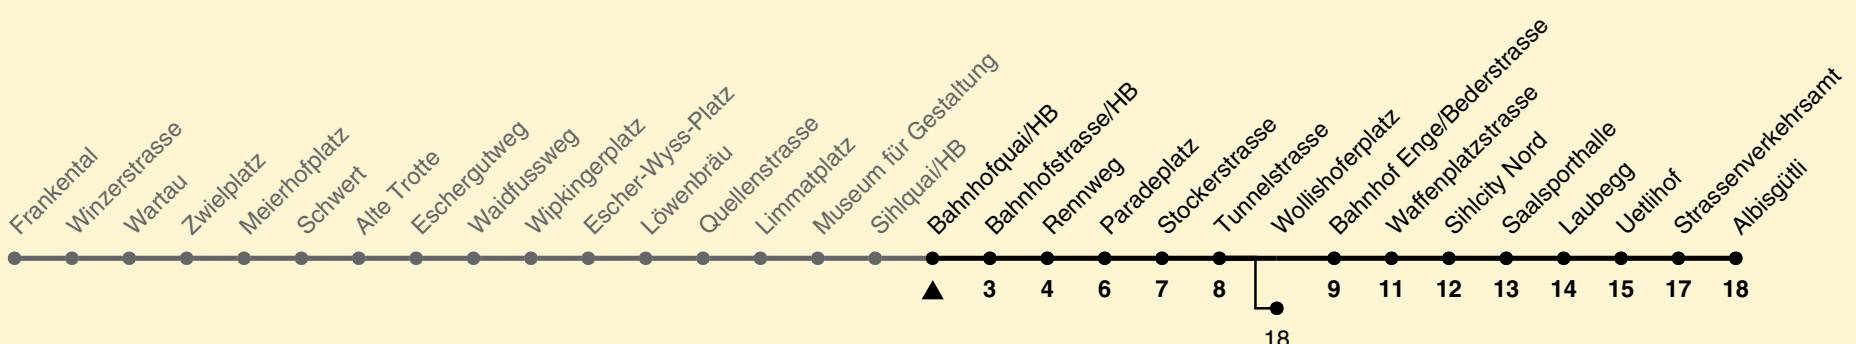 Frankental
Winzerstrasse
Wartau
Zwielplatz
Meierhofplatz
Schwert
Alte Trotte
Eschergutweg
Waidfussweg
Wipkingerplatz
Escher-Wyss-Platz
Löwenbräu
Quellenstrasse
Limmatplatz
Museum für Gestaltung
Sihlquai/HB
Bahnhofquai/HB
Bahnhofstrasse/HB
Rennweg
Paradeplatz
Stockerstrasse
Tunnelstrasse
Wollishoferplatz
Bahnhof Enge/Bederstrasse
Waffenplatzstrasse
Sihlcity Nord
Saalsporthalle
Laubegg
Uetlihof
Strassenverkehrsamt
Albisgütli
3 4 6 7 8 9 11 12 13 14 15 17 18
18